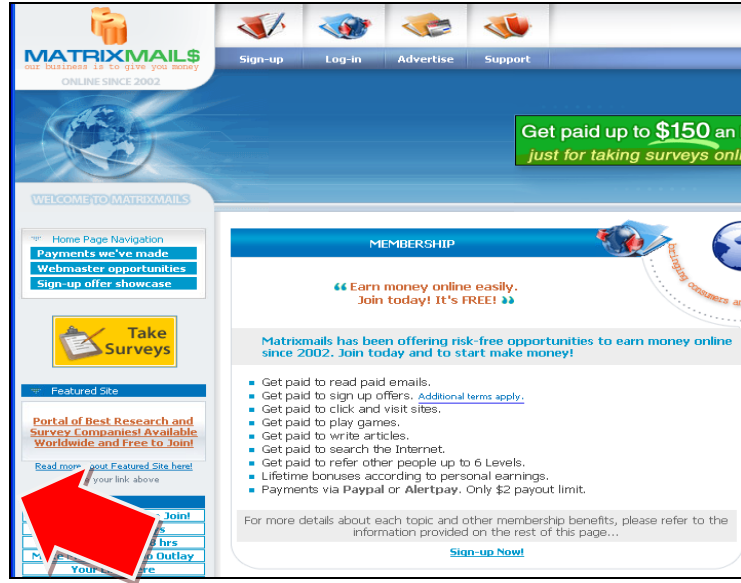 MATRIXMAIL$
our business is to give you money
ONLINE SINCE 2002
Sign-up
Log-in
Advertise
Support
Get paid up to $150 an
just for taking surveys onli
WELCOME TO MATRIXMAILS
Home Page Navigation
Payments we've made
Webmaster opportunities
Sign-up offer showcase
Take
Surveys
Featured Site
Portal of Best Research and
Survey Companies! Available
Worldwide and Free to Join!
Read more out Featured Site here!
your link above
Join!
hrs
o Outlay
Your ere
MEMBERSHIP
bringing consumers a
Earn money online easily.
Join today! It's FREE!
Matrixmails has been offering risk-free opportunities to earn money online
since 2002. Join today and to start make money!
Get paid to read paid emails.
Get paid to sign up offers. Additional terms apply.
Get paid to click and visit sites.
Get paid to play games.
Get paid to write articles.
Get paid to search the Internet.
Get paid to refer other people up to 6 Levels.
Lifetime bonuses according to personal earnings.
Payments via Paypal or Alertpay. Only $2 payout limit.
For more details about each topic and other membership benefits, please refer to the
information provided on the rest of this page...
Sign-up Now!